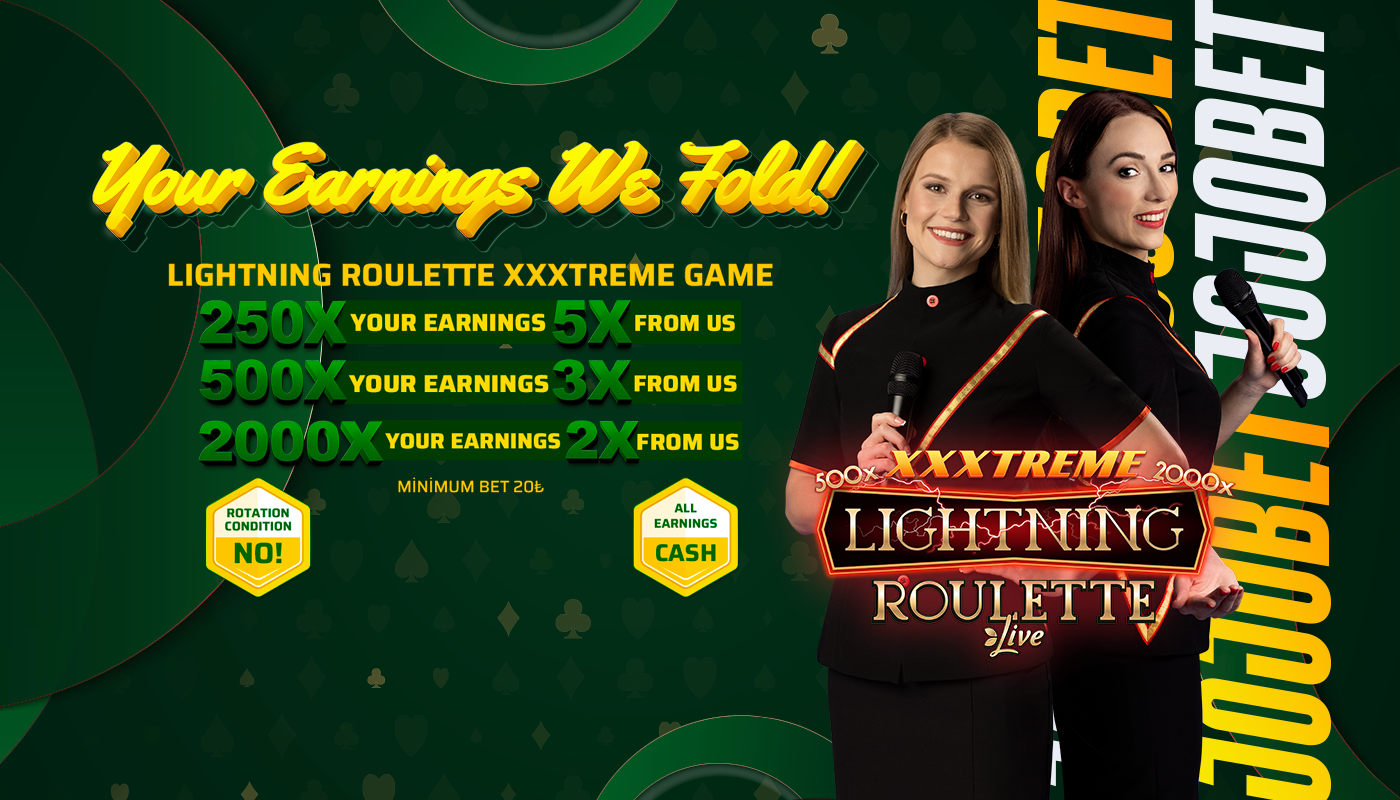 Your Earnings We Fold!
LIGHTNING ROULETTE XXXTREME GAME
250X YOUR EARNINGS 5X FROM US
500X YOUR EARNINGS 3X FROM US
2000X YOUR EARNINGS 2X FROM US
MİNİMUM BET 20₺
ROTATION
CONDITION
NO!
ALL
EARNINGS
CASH
500x XXXTREME 2000x
LIGHTNING
ROULETTE
Live
JOJOBET
JOJOBET
JOJOBET